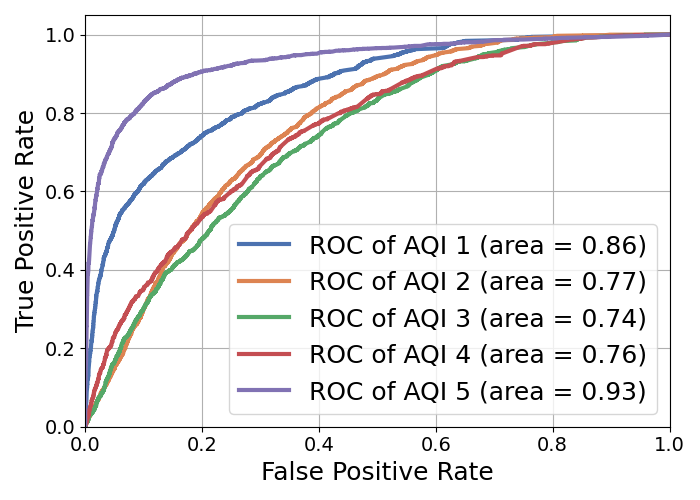 1.0
0.8
0.6
0.4
0.2
0.0
True Positive Rate
ROC of AQI 1 (area = 0.86)
ROC of AQI 2 (area = 0.77)
ROC of AQI 3 (area = 0.74)
ROC of AQI 4 (area = 0.76)
ROC of AQI 5 (area = 0.93)
0.0 0.2 0.4 0.6 0.8 1.0
False Positive Rate